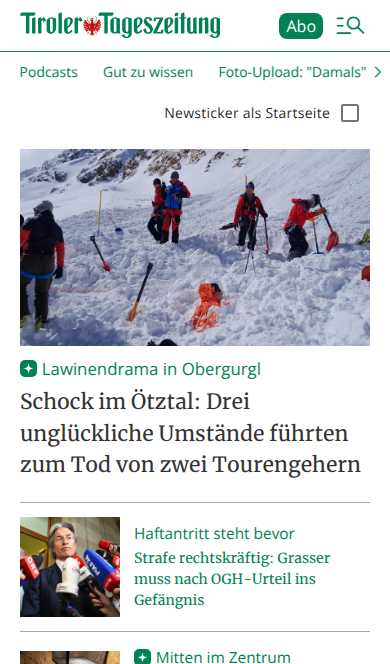 Tiroler Tageszeitung
Abo
Podcasts Gut zu wissen Foto-Upload: "Damals"
Newsticker als Startseite
Lawinendrama in Obergurgl
Schock im Ötztal: Drei
unglückliche Umstände führten
zum Tod von zwei Tourengehern
Haftantritt steht bevor
Strafe rechtskräftig: Grasser
muss nach OGH-Urteil ins
Gefängnis
Mitten im Zentrum